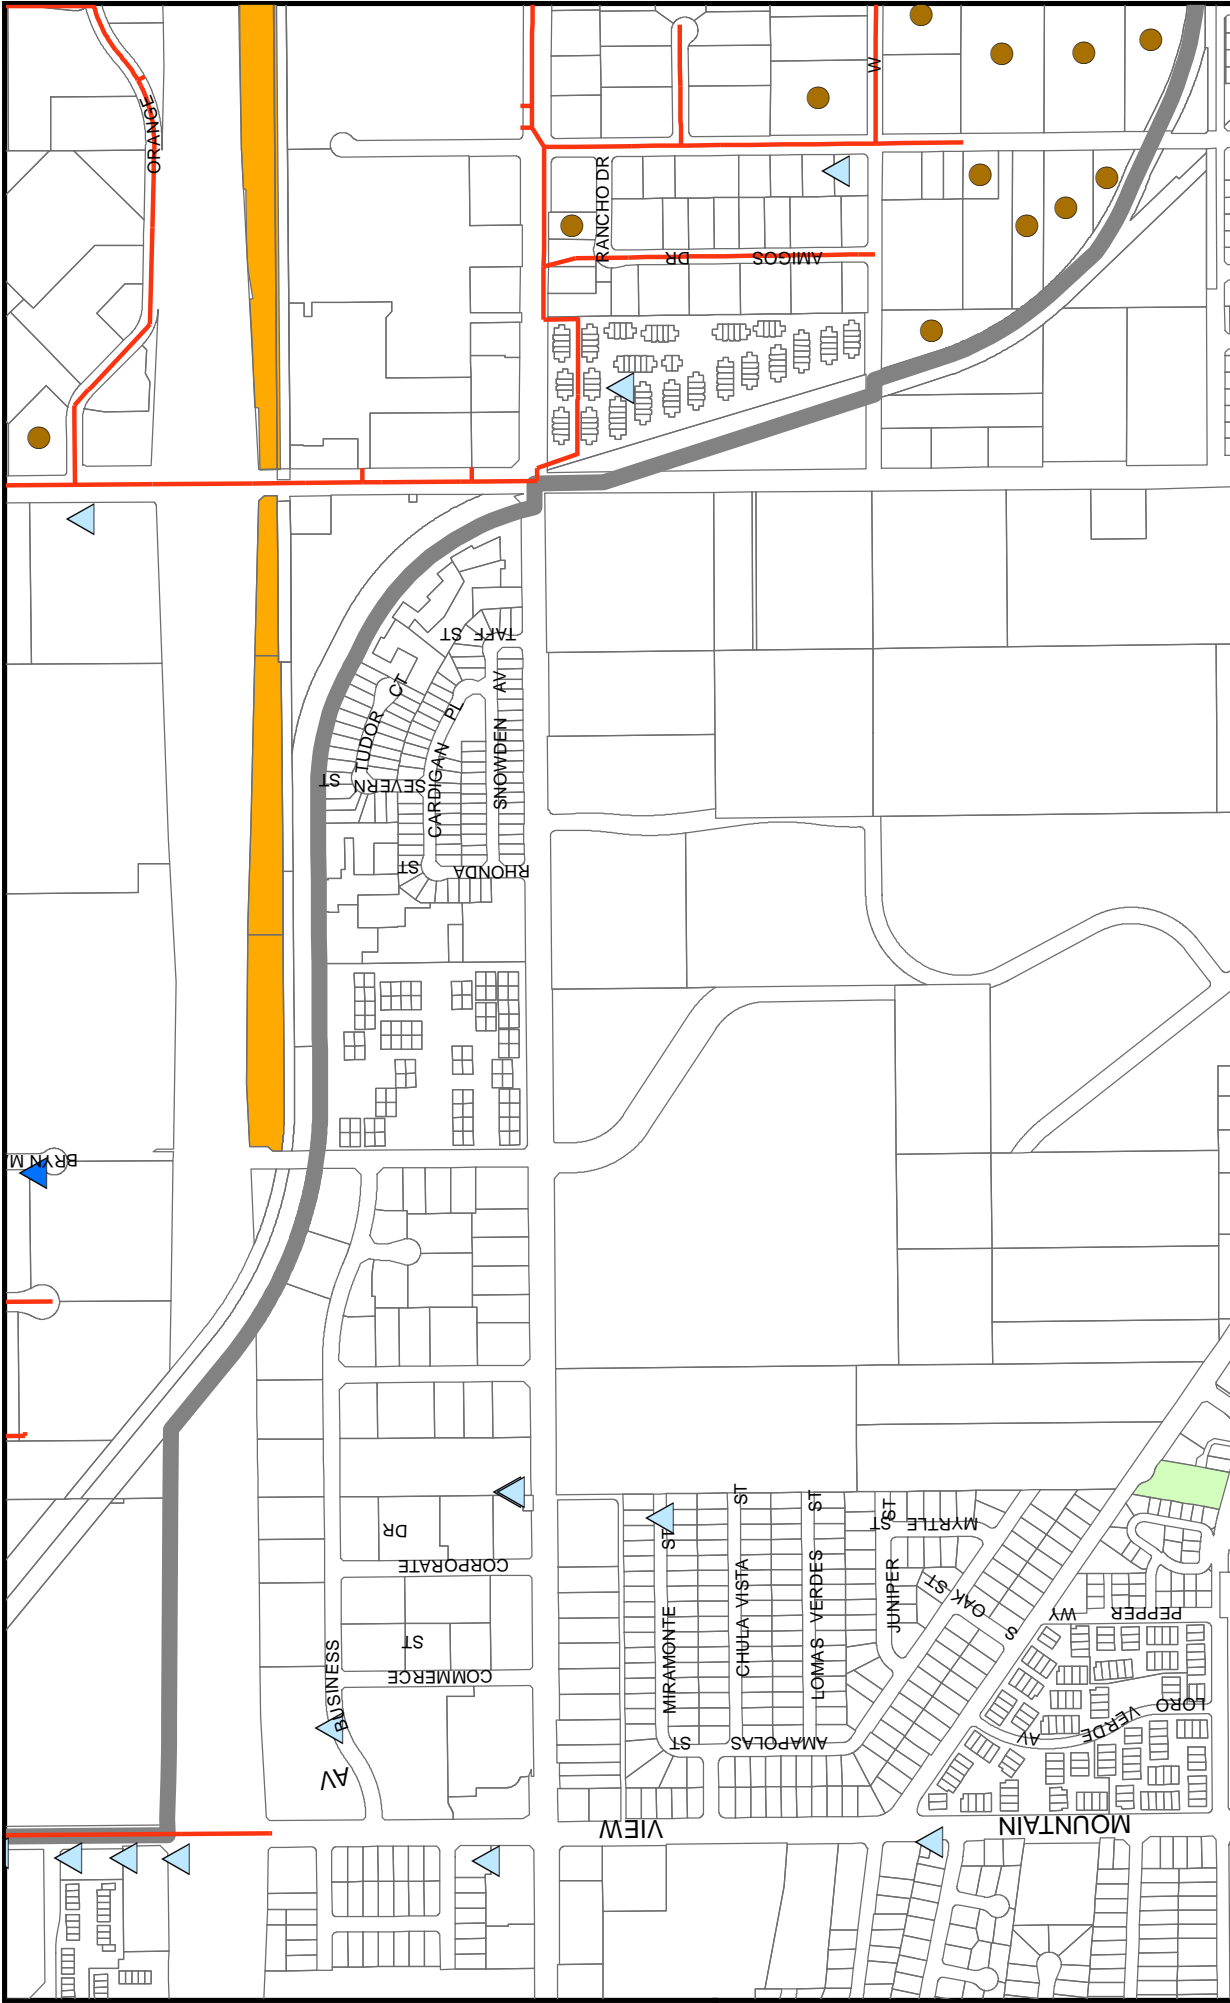 W
ORANGE
RANCHO DR
AMIGOS DR
TAFF ST
TUDOR CT
CARDIGAN PL
SNOWDEN AV
SEVERN ST
RHONDA ST
BRYN MA
CORPORATE DR
COMMERCE ST
BUSINESS
AV
MIRAMONTE ST
CHULA VISTA ST
LOMAS VERDES ST
JUNIPER ST
MYRTLE ST
OAK ST
S
PEPPER WY
LORO VERDE AV
AMAPOLAS ST
MOUNTAIN VIEW